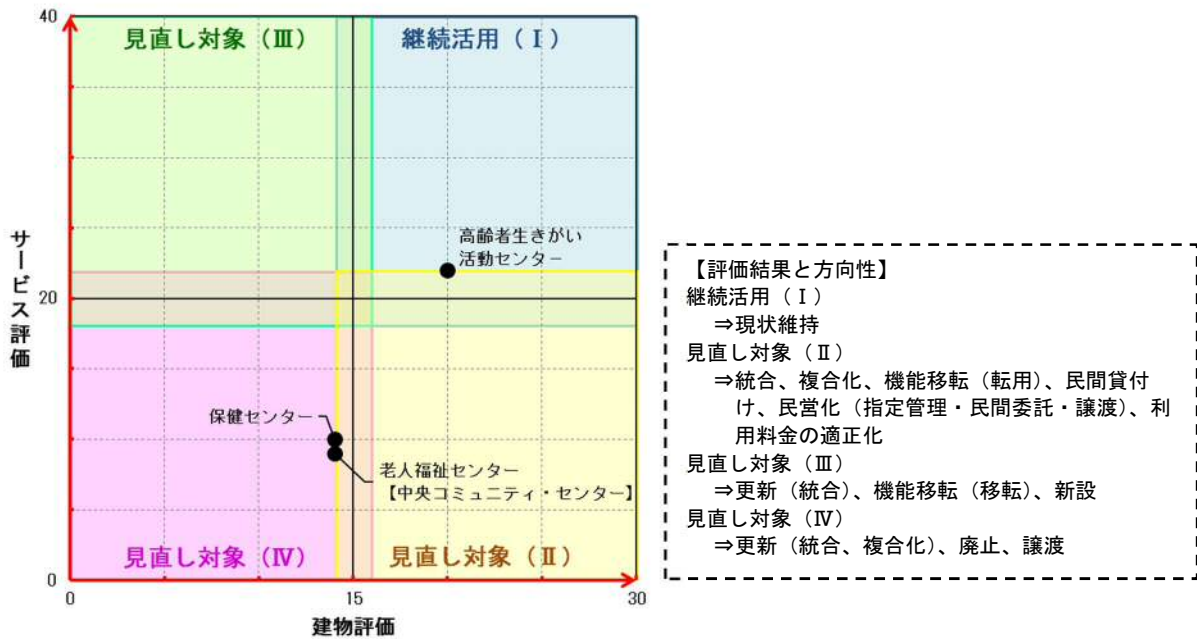 40
見直し対象（Ⅲ）
継続活用（Ⅰ）
サービス評価
高齢者生きがい
活動センター
20
保健センター
老人福祉センター
【中央コミュニティ・センター】
見直し対象（Ⅳ）
見直し対象（Ⅱ）
0
0
15
30
建物評価
【評価結果と方向性】
継続活用（Ⅰ）
⇒現状維持
見直し対象（Ⅱ）
⇒統合、複合化、機能移転（転用）、民間貸付
け、民営化（指定管理・民間委託・譲渡）、利
用料金の適正化
見直し対象（Ⅲ）
⇒更新（統合）、機能移転（移転）、新設
見直し対象（Ⅳ）
⇒更新（統合、複合化）、廃止、譲渡